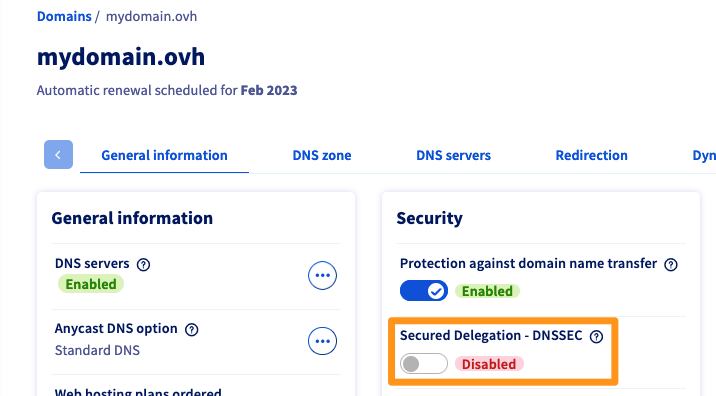 Domains / mydomain.ovh
mydomain.ovh
Automatic renewal scheduled for Feb 2023
General information DNS zone DNS servers Redirection Dyn
General information
DNS servers
Enabled
Anycast DNS option
Standard DNS
Web hosting plans ordered
Security
Protection against domain name transfer
Enabled
Secured Delegation - DNSSEC
Disabled